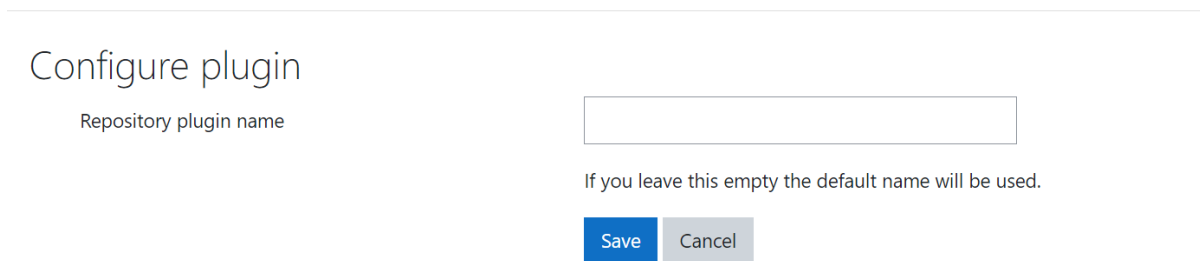 Configure plugin
Repository plugin name
If you leave this empty the default name will be used.
Save
Cancel